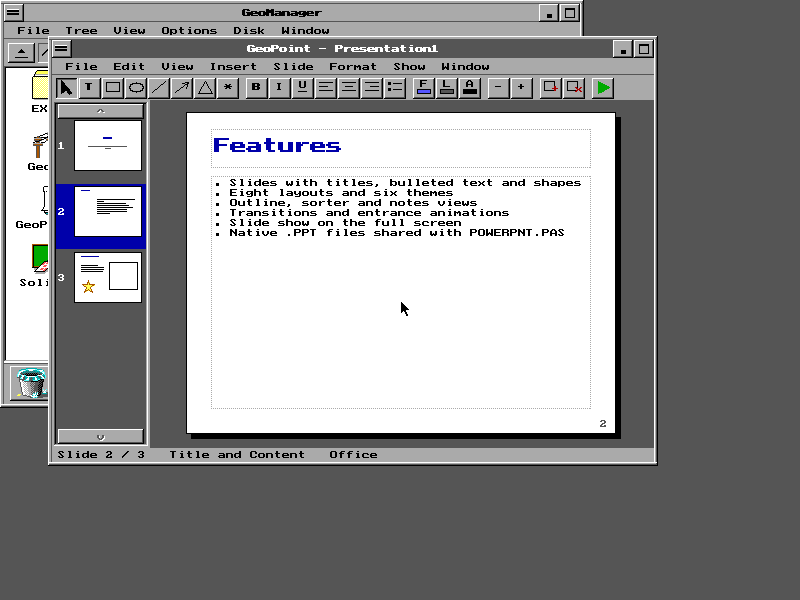 GeoManager
File Tree View Options Disk Window
GeoPoint - Presentation1
File Edit View Insert Slide Format Show Window
T * B I U F L A - +
EX
Geo
GeoP
Soli
1
2
3
Features
. Slides with titles, bulleted text and shapes
. Eight layouts and six themes
. Outline, sorter and notes views
. Transitions and entrance animations
. Slide show on the full screen
. Native .PPT files shared with POWERPNT.PAS
2
Slide 2 / 3 Title and Content Office